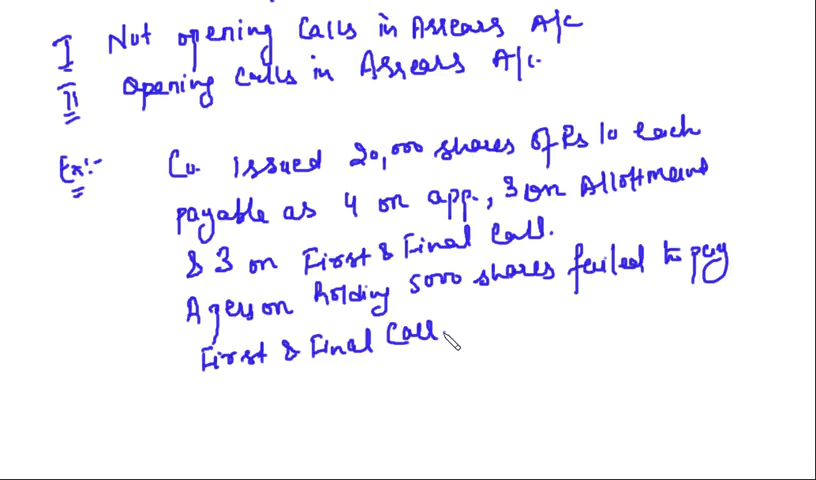 I Not opening Calls in Arrears A/c
II Opening Calls in Arrears A/c.
Ex:- Co. issued 20,000 shares of Rs 10 each
payable as 4 on app., 3 on Allottment
& 3 on First & Final Call.
A person holding 5000 shares failed to pay
First & Final Call